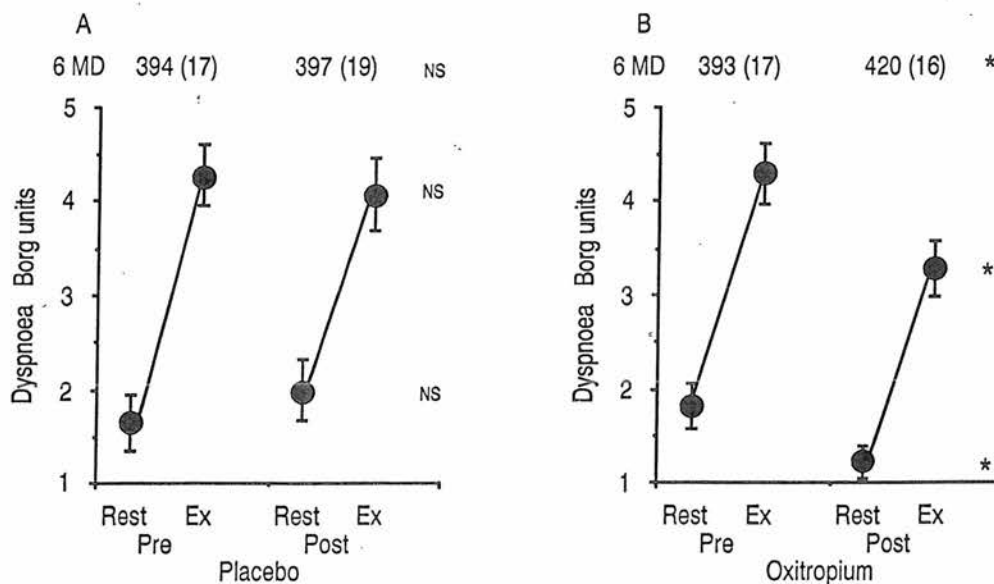 A
6 MD 394 (17) 397 (19) NS
5
4
3
2
1
Dyspnoea Borg units
NS
NS
Rest Ex Rest Ex
Pre Post
Placebo
B
6 MD 393 (17) 420 (16) *
5
4
3
2
1
Dyspnoea Borg units
*
*
Rest Ex Rest Ex
Pre Post
Oxitropium